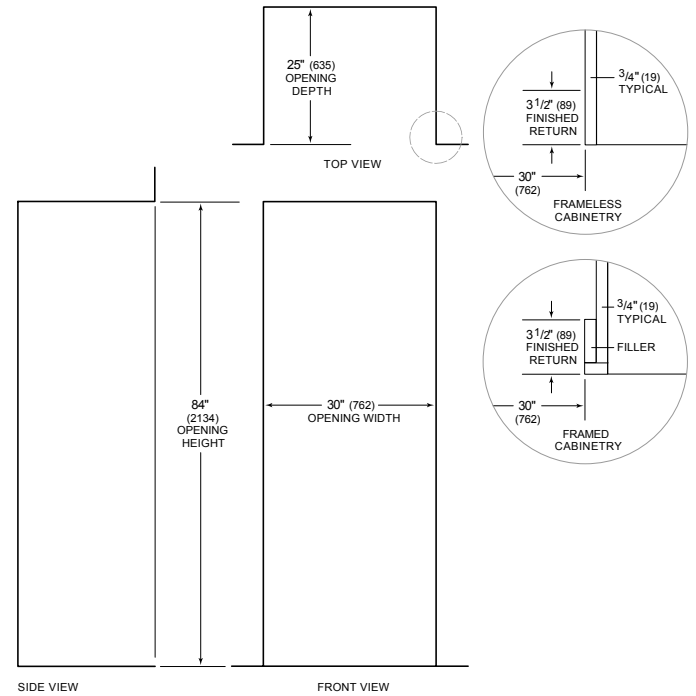 25" (635)
OPENING
DEPTH
TOP VIEW
3/4" (19)
TYPICAL
3 1/2" (89)
FINISHED
RETURN
30"
(762)
FRAMELESS
CABINETRY
3/4" (19)
TYPICAL
3 1/2" (89)
FINISHED
RETURN
FILLER
30"
(762)
FRAMED
CABINETRY
84"
(2134)
OPENING
HEIGHT
30" (762)
OPENING WIDTH
SIDE VIEW
FRONT VIEW